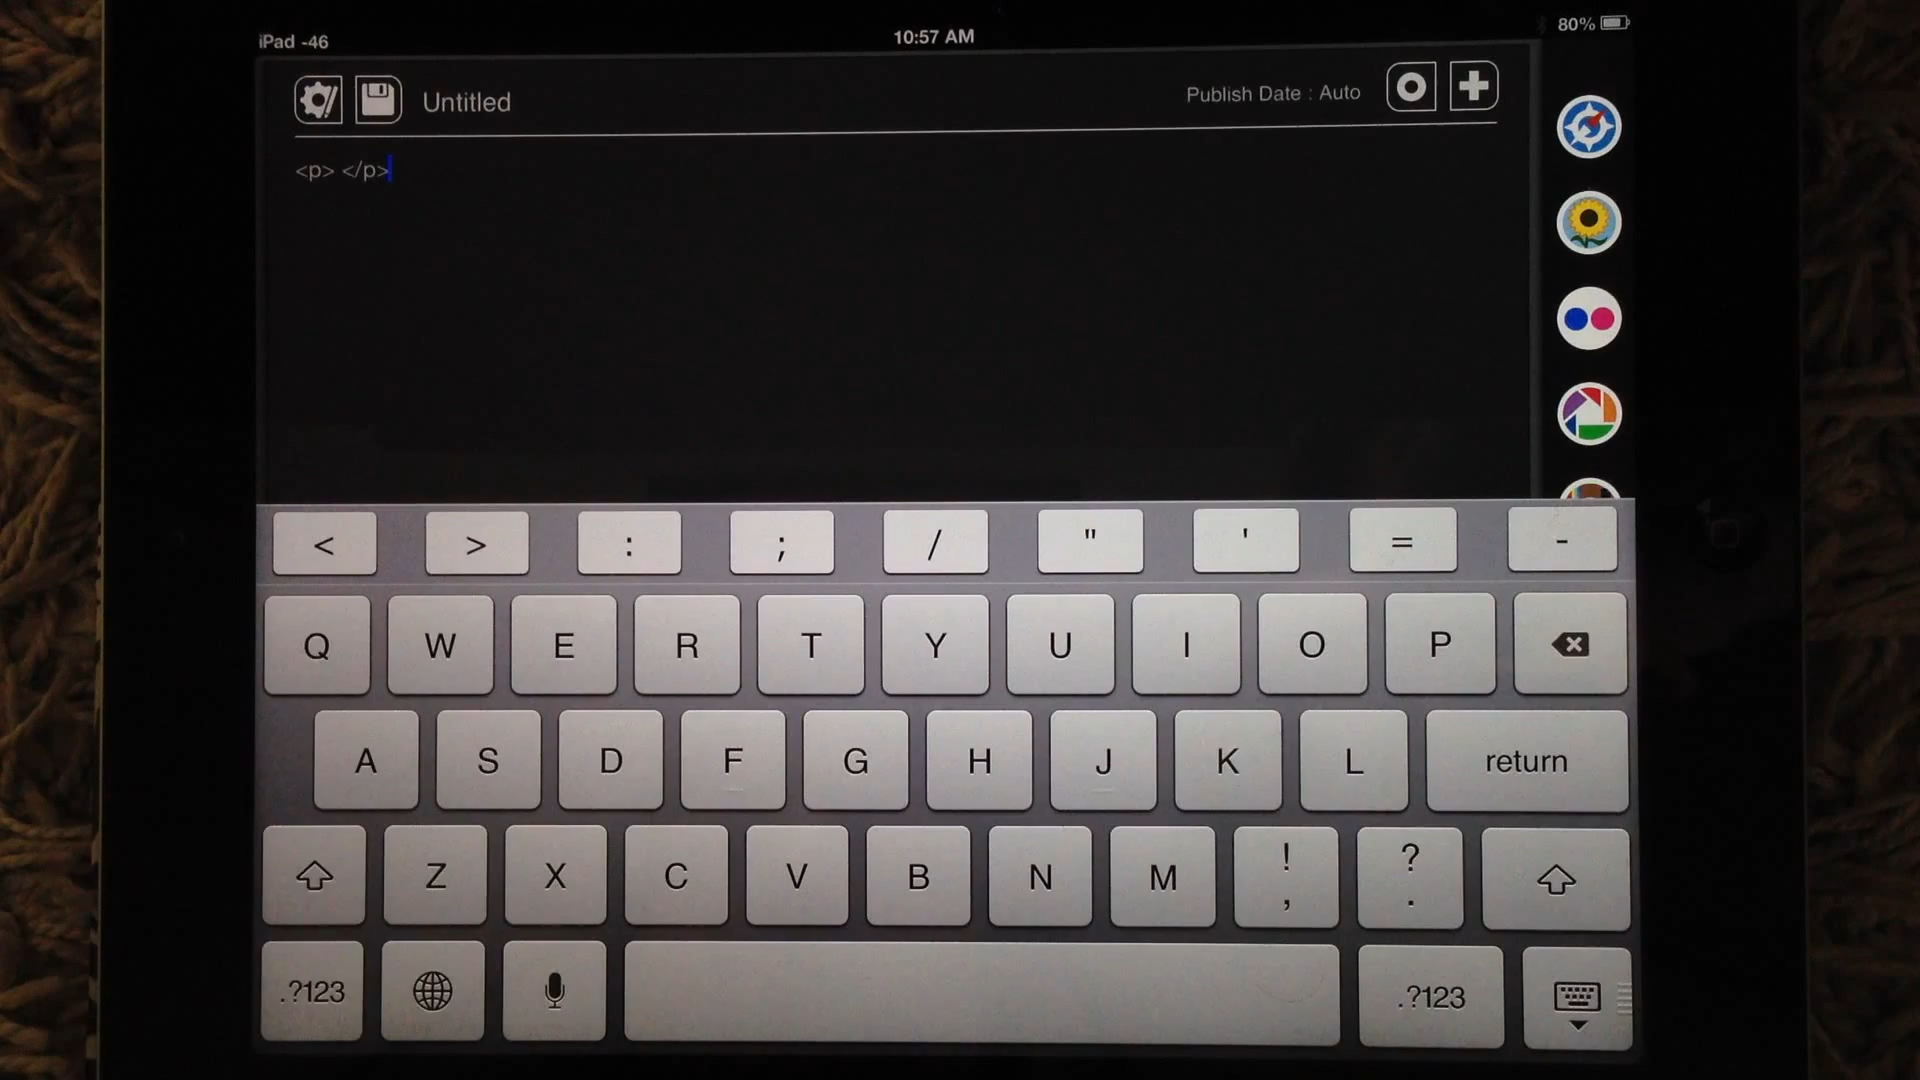 iPad -46
10:57 AM
80%
Untitled
Publish Date : Auto
<p> </p>
< > : ; / " ' = -
Q W E R T Y U I O P
A S D F G H J K L return
Z X C V B N M ! , ? .
.?123 .?123